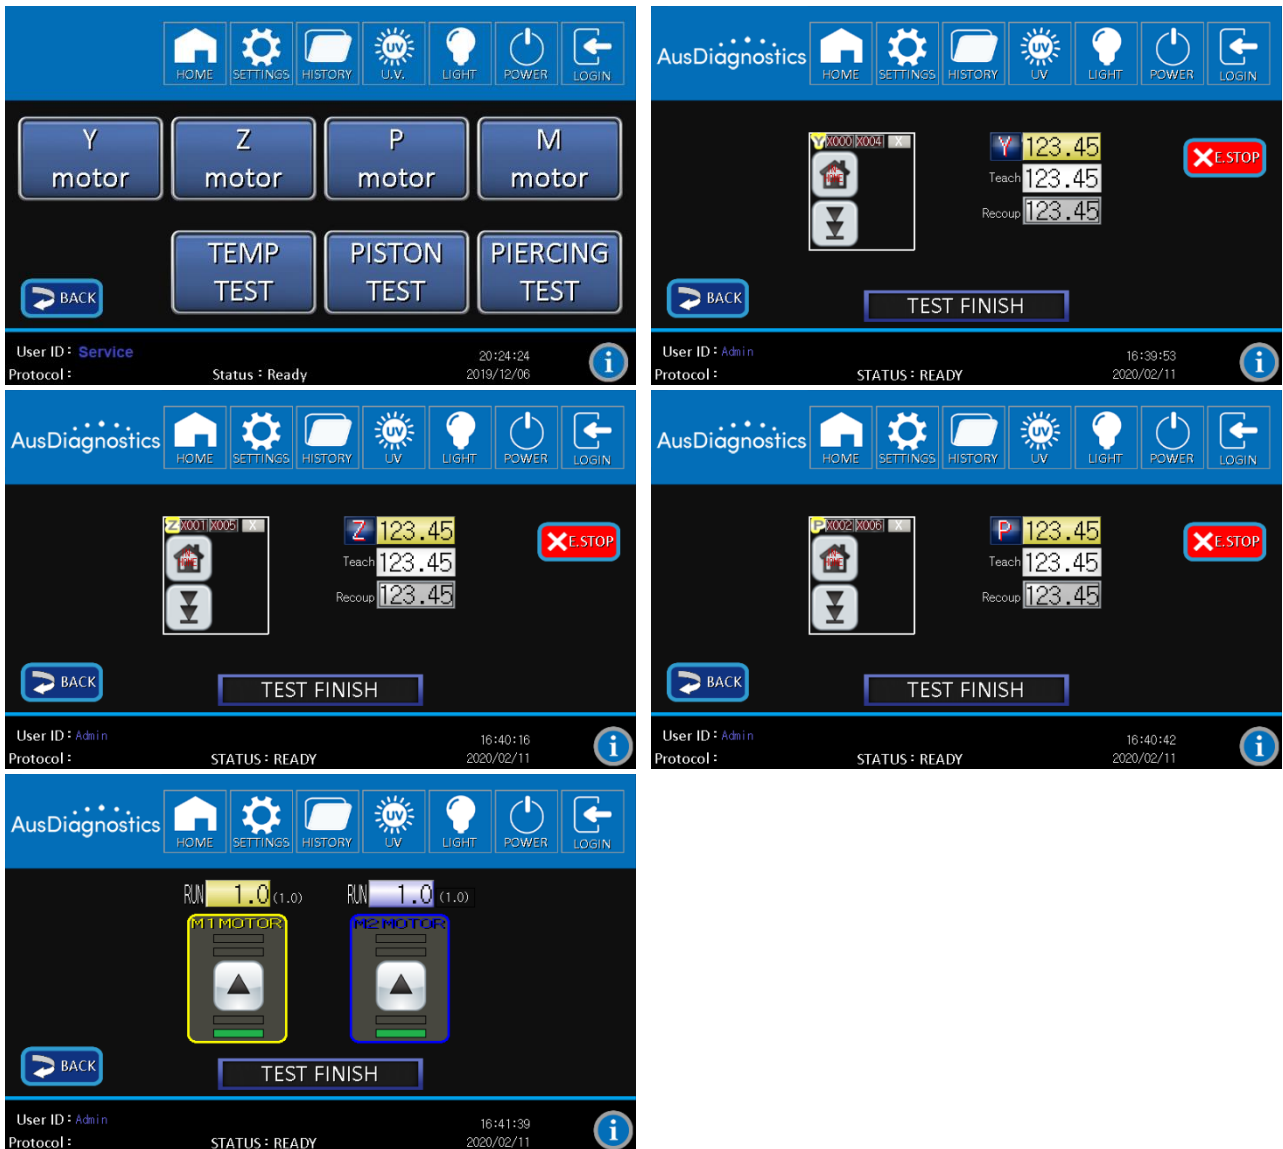 HOME SETTINGS HISTORY U.V. LIGHT POWER LOGIN
Y motor
Z motor
P motor
M motor
TEMP TEST
PISTON TEST
PIERCING TEST
BACK
User ID : Service
20:24:24
Protocol :
Status : Ready
2019/12/06
AusDiagnostics
HOME SETTINGS HISTORY UV LIGHT POWER LOGIN
Y X000 X004 X
Y 123.45
E.STOP
Teach 123.45
Recoup 123.45
BACK
TEST FINISH
User ID : Admin
16:39:53
Protocol :
STATUS : READY
2020/02/11
AusDiagnostics
HOME SETTINGS HISTORY UV LIGHT POWER LOGIN
Z X001 X005 X
Z 123.45
E.STOP
Teach 123.45
Recoup 123.45
BACK
TEST FINISH
User ID : Admin
16:40:16
Protocol :
STATUS : READY
2020/02/11
AusDiagnostics
HOME SETTINGS HISTORY UV LIGHT POWER LOGIN
P X002 X006 X
P 123.45
E.STOP
Teach 123.45
Recoup 123.45
BACK
TEST FINISH
User ID : Admin
16:40:42
Protocol :
STATUS : READY
2020/02/11
AusDiagnostics
HOME SETTINGS HISTORY UV LIGHT POWER LOGIN
RUN 1.0 (1.0)
RUN 1.0 (1.0)
M1 MOTOR
M2 MOTOR
BACK
TEST FINISH
User ID : Admin
16:41:39
Protocol :
STATUS : READY
2020/02/11